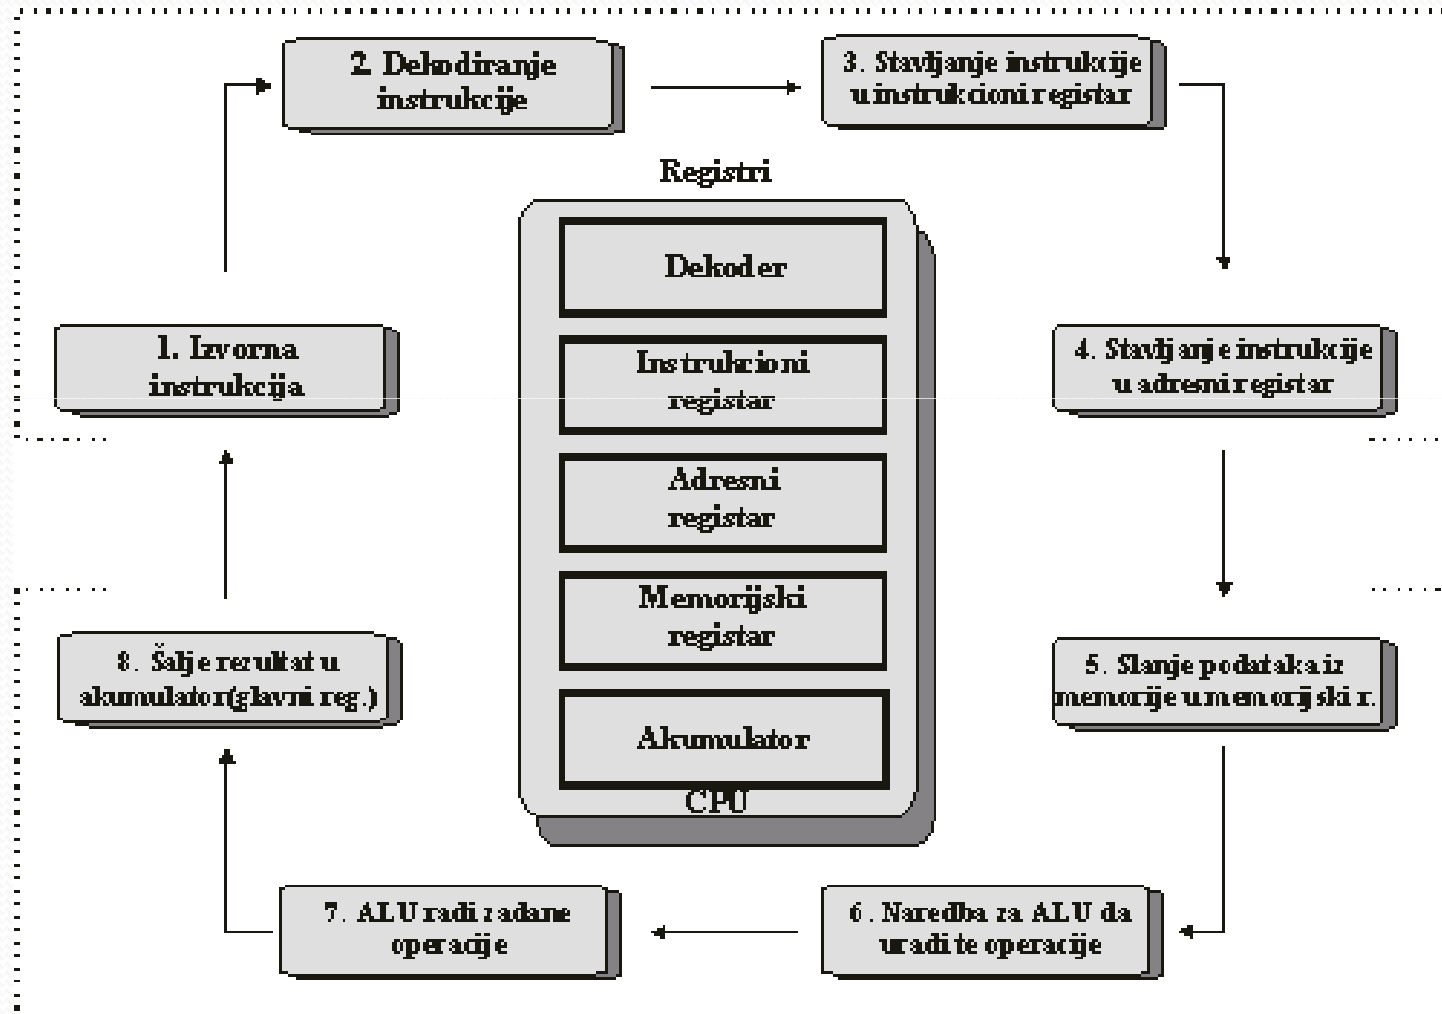 2. Dekodiranje
instrukcije
3. Stavljanje instrukcije
u instrukcioni registar
Registri
Dekoder
1. Izvorna
instrukcija
Instrukcioni
registar
4. Stavljanje instrukcije
u adresni registar
Adresni
registar
Memorijski
registar
8. Šalje rezultat u
akumulator(glavni reg.)
5. Slanje podataka iz
memorije u memorijski r.
Akumulator
CPU
7. ALU radi zadane
operacije
6. Naredba za ALU da
uradi te operacije